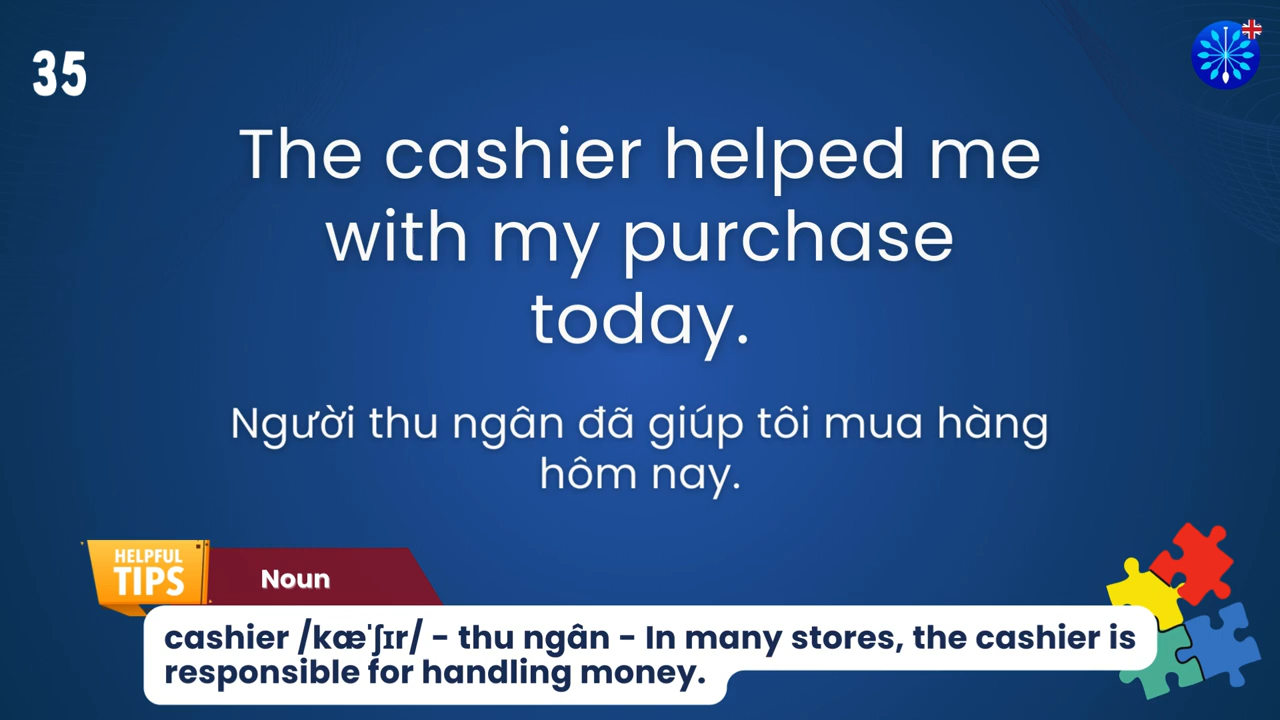 35
The cashier helped me
with my purchase
today.
Người thu ngân đã giúp tôi mua hàng
hôm nay.
HELPFUL
TIPS
Noun
cashier /kæˈʃɪr/ - thu ngân - In many stores, the cashier is
responsible for handling money.